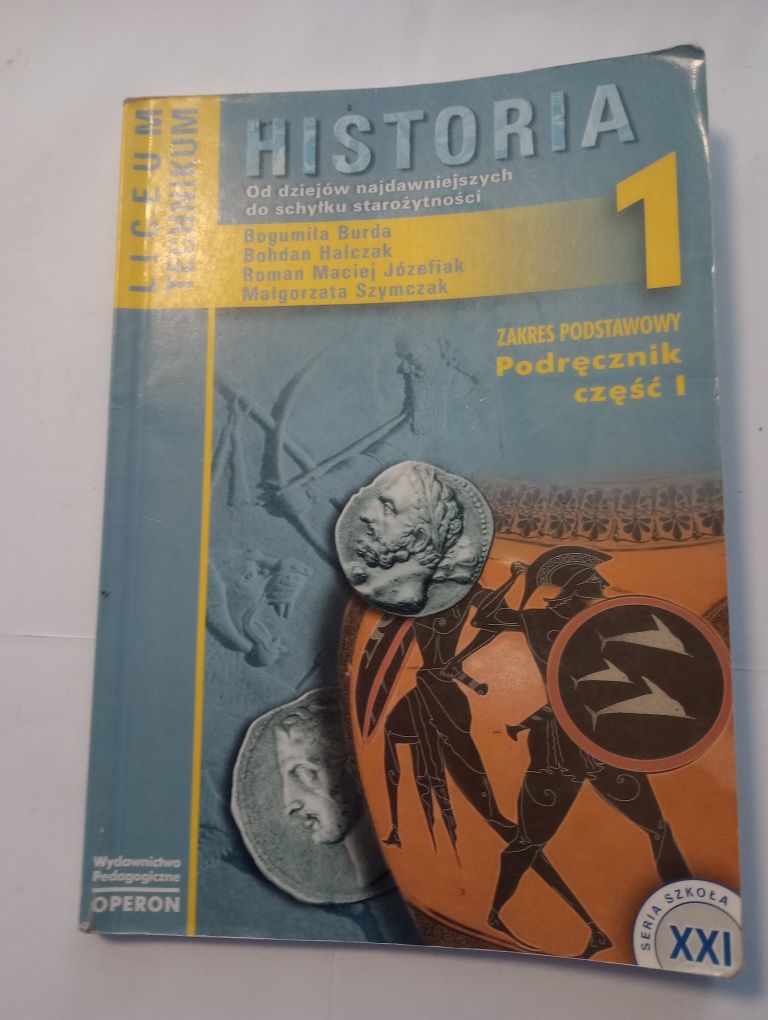 LICEUM
TECHNIKUM
HISTORIA
Od dziejów najdawniejszych
do schyłku starożytności
1
Bogumiła Burda
Bohdan Halczak
Roman Maciej Józefiak
Małgorzata Szymczak
ZAKRES PODSTAWOWY
Podręcznik
część I
Wydawnictwo
Pedagogiczne
OPERON
SERIA SZKOŁA
XXI